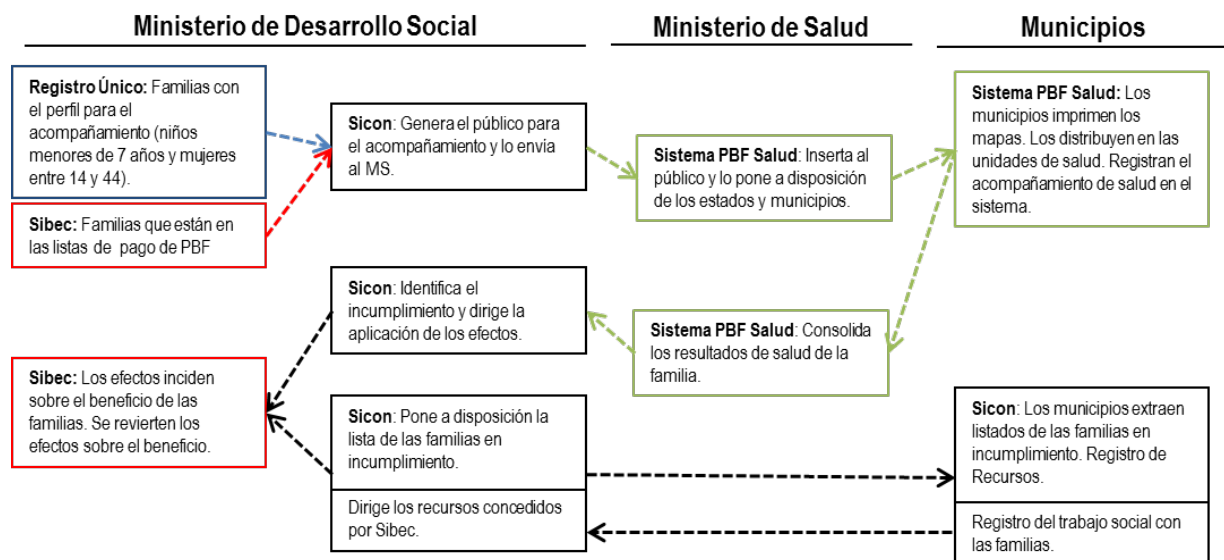 Ministerio de Desarrollo Social
Ministerio de Salud
Municipios
Registro Único: Familias con
el perfil para el
acompañamiento (niños
menores de 7 años y mujeres
entre 14 y 44).
Sibec: Familias que están en
las listas de pago de PBF
Sicon: Genera el público para
el acompañamiento y lo envía
al MS.
Sistema PBF Salud: Inserta al
público y lo pone a disposición
de los estados y municipios.
Sistema PBF Salud: Los
municipios imprimen los
mapas. Los distribuyen en las
unidades de salud. Registran el
acompañamiento de salud en el
sistema.
Sicon: Identifica el
incumplimiento y dirige la
aplicación de los efectos.
Sistema PBF Salud: Consolida
los resultados de salud de la
familia.
Sibec: Los efectos inciden
sobre el beneficio de las
familias. Se revierten los
efectos sobre el beneficio.
Sicon: Pone a disposición la
lista de las familias en
incumplimiento.
Dirige los recursos concedidos
por Sibec.
Sicon: Los municipios extraen
listados de las familias en
incumplimiento. Registro de
Recursos.
Registro del trabajo social con
las familias.